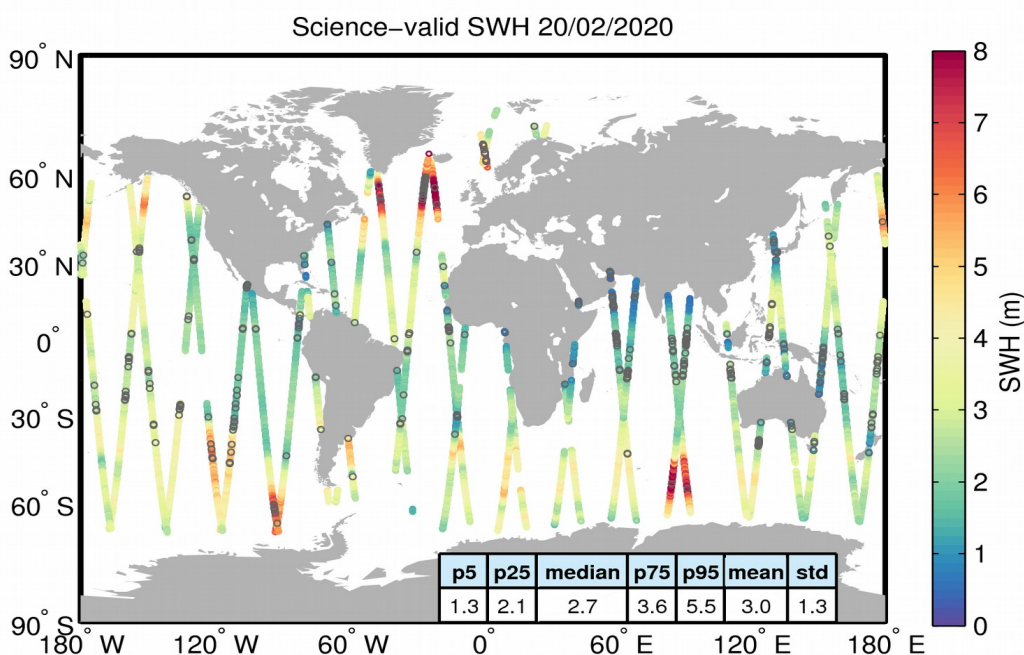 Science−valid SWH 20/02/2020
90° N
60° N
30° N
0°
30° S
60° S
90° S
180° W
120° W
60° W
0°
60° E
120° E
180° E
p5 p25 median p75 p95 mean std
1.3 2.1 2.7 3.6 5.5 3.0 1.3
8
7
6
5
4
3
2
1
0
SWH (m)